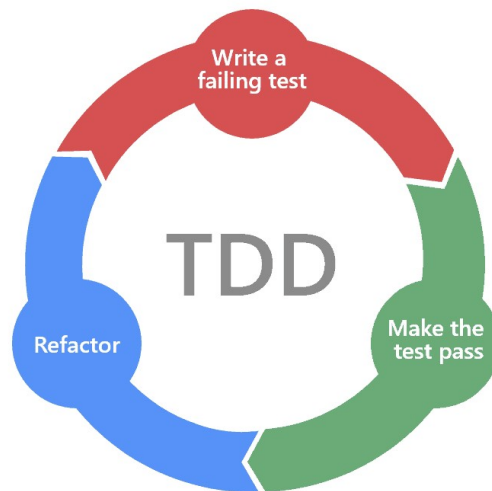 Write a
failing test
TDD
Refactor
Make the
test pass